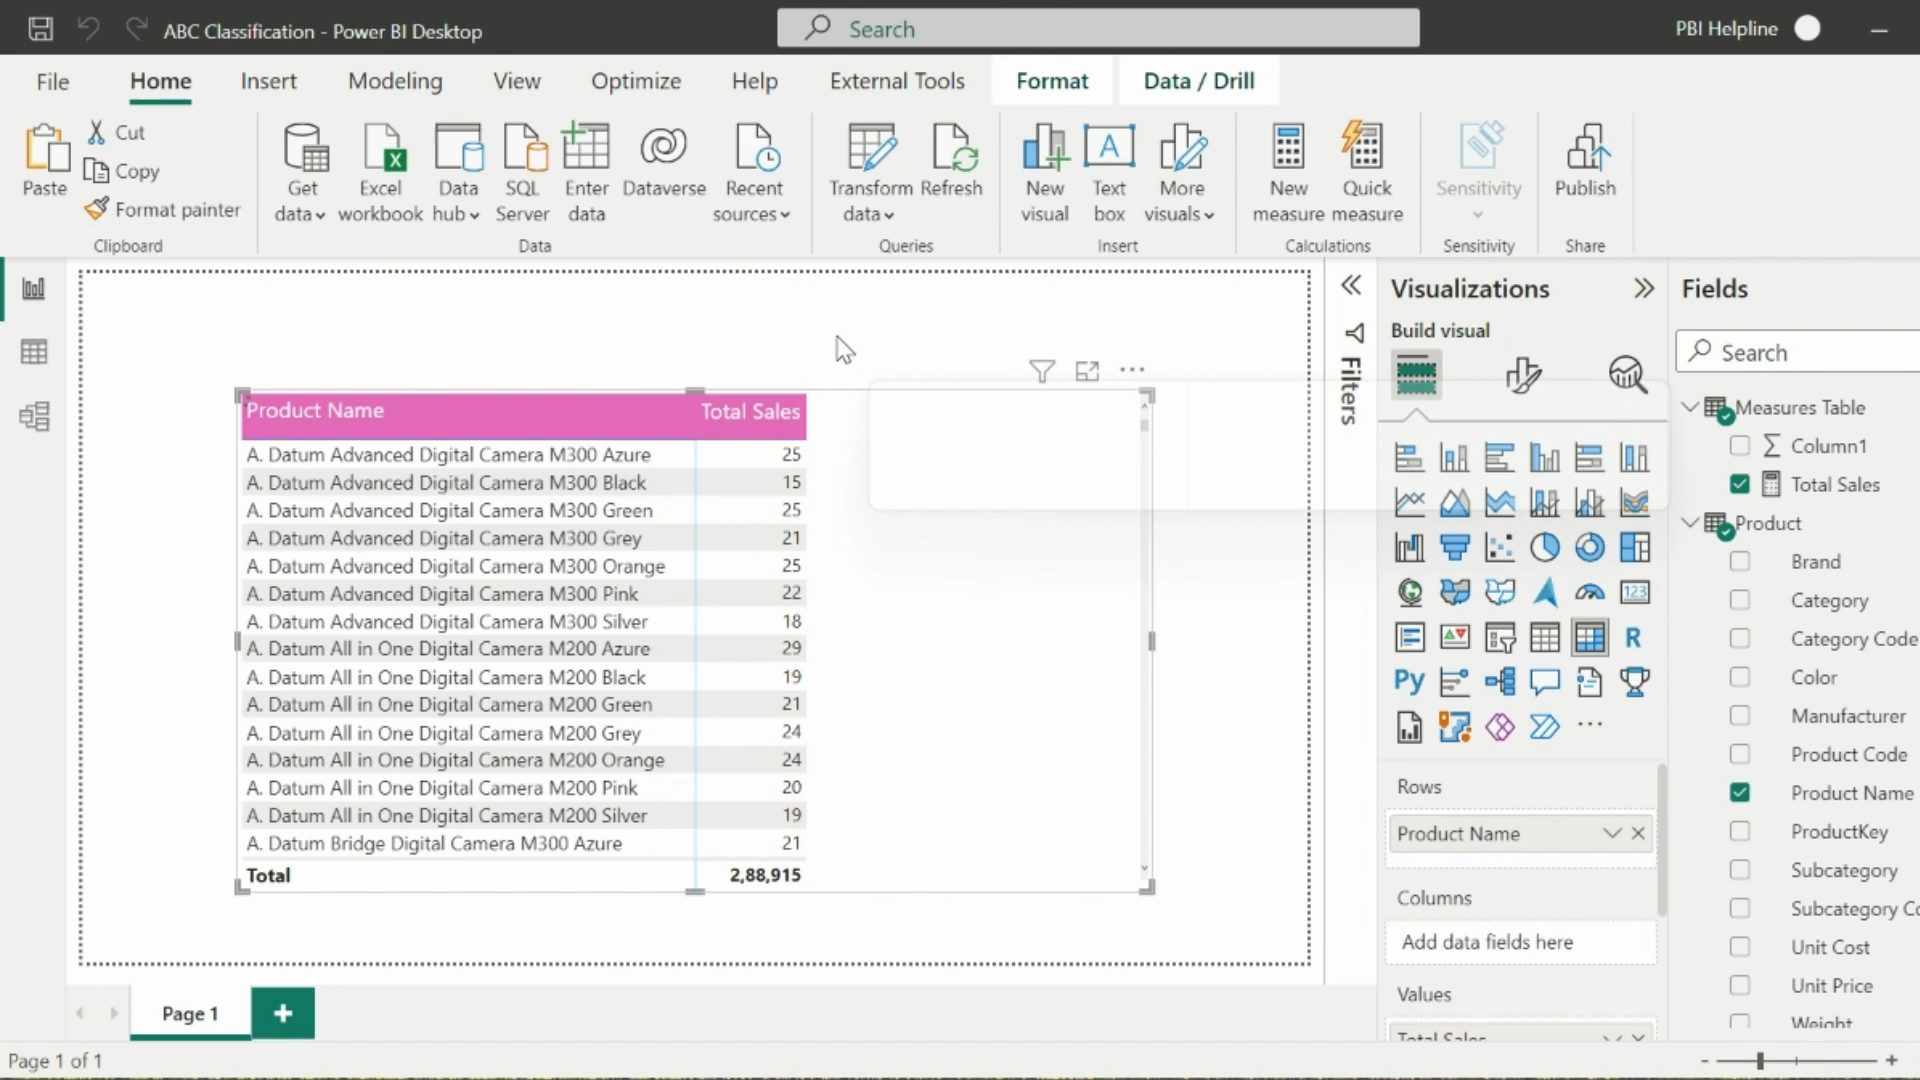 ABC Classification - Power BI Desktop
Search
PBI Helpline
File
Home
Insert
Modeling
View
Optimize
Help
External Tools
Format
Data / Drill
Paste
Cut
Copy
Format painter
Clipboard
Get data
Excel workbook
Data hub
SQL Server
Enter data
Dataverse
Recent sources
Data
Transform data
Refresh
Queries
New visual
Text box
More visuals
Insert
New measure
Quick measure
Calculations
Sensitivity
Sensitivity
Publish
Share
Product Name Total Sales
A. Datum Advanced Digital Camera M300 Azure 25
A. Datum Advanced Digital Camera M300 Black 15
A. Datum Advanced Digital Camera M300 Green 25
A. Datum Advanced Digital Camera M300 Grey 21
A. Datum Advanced Digital Camera M300 Orange 25
A. Datum Advanced Digital Camera M300 Pink 22
A. Datum Advanced Digital Camera M300 Silver 18
A. Datum All in One Digital Camera M200 Azure 29
A. Datum All in One Digital Camera M200 Black 19
A. Datum All in One Digital Camera M200 Green 21
A. Datum All in One Digital Camera M200 Grey 24
A. Datum All in One Digital Camera M200 Orange 24
A. Datum All in One Digital Camera M200 Pink 20
A. Datum All in One Digital Camera M200 Silver 19
A. Datum Bridge Digital Camera M300 Azure 21
Total 2,88,915
Filters
Visualizations
Build visual
123
R
Py
Rows
Product Name
Columns
Add data fields here
Values
Total Sales
Fields
Search
Measures Table
Column1
Total Sales
Product
Brand
Category
Category Code
Color
Manufacturer
Product Code
Product Name
ProductKey
Subcategory
Subcategory Co
Unit Cost
Unit Price
Weight
Page 1
Page 1 of 1